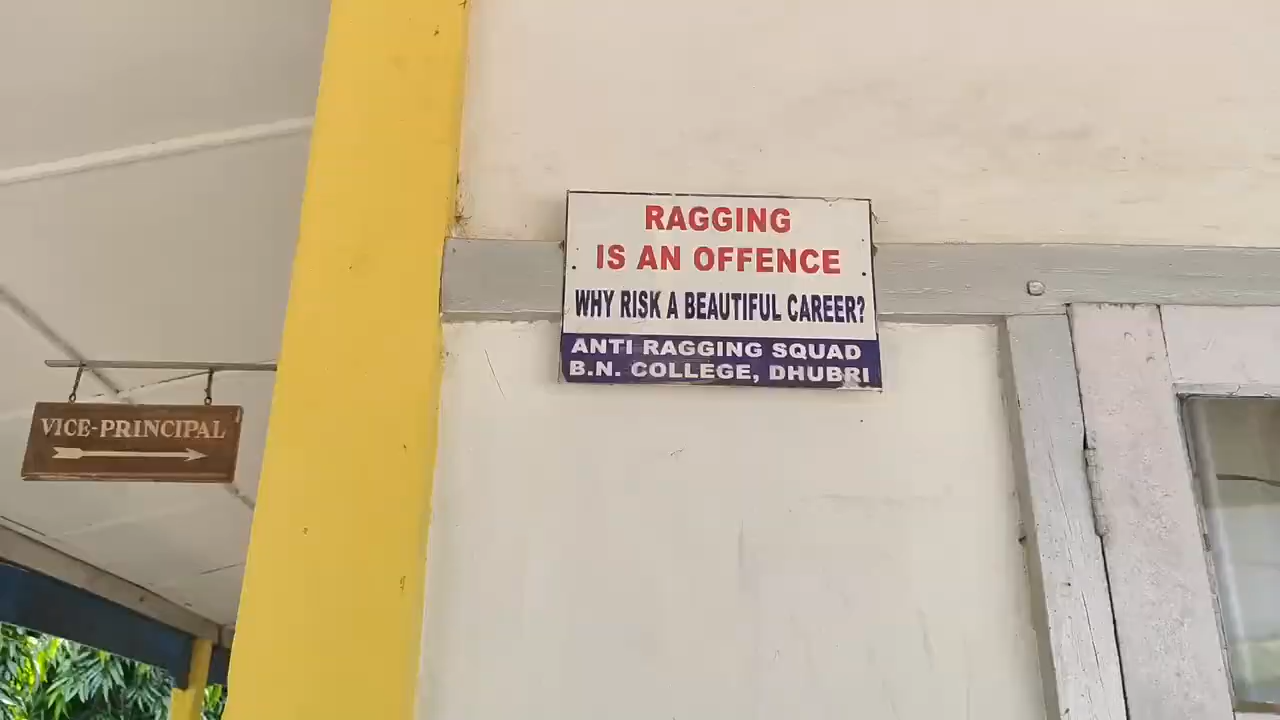 RAGGING
IS AN OFFENCE
WHY RISK A BEAUTIFUL CAREER?
ANTI RAGGING SQUAD
B.N. COLLEGE, DHUBRI
VICE-PRINCIPAL